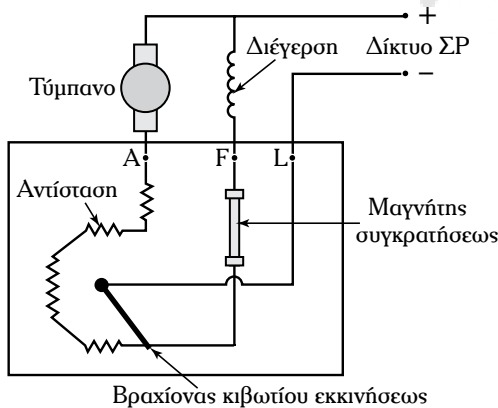 +
Διέγερση
Δίκτυο ΣΡ
−
Τύμπανο
A
F
L
Αντίσταση
Μαγνήτης
συγκρατήσεως
Βραχίονας κιβωτίου εκκινήσεως